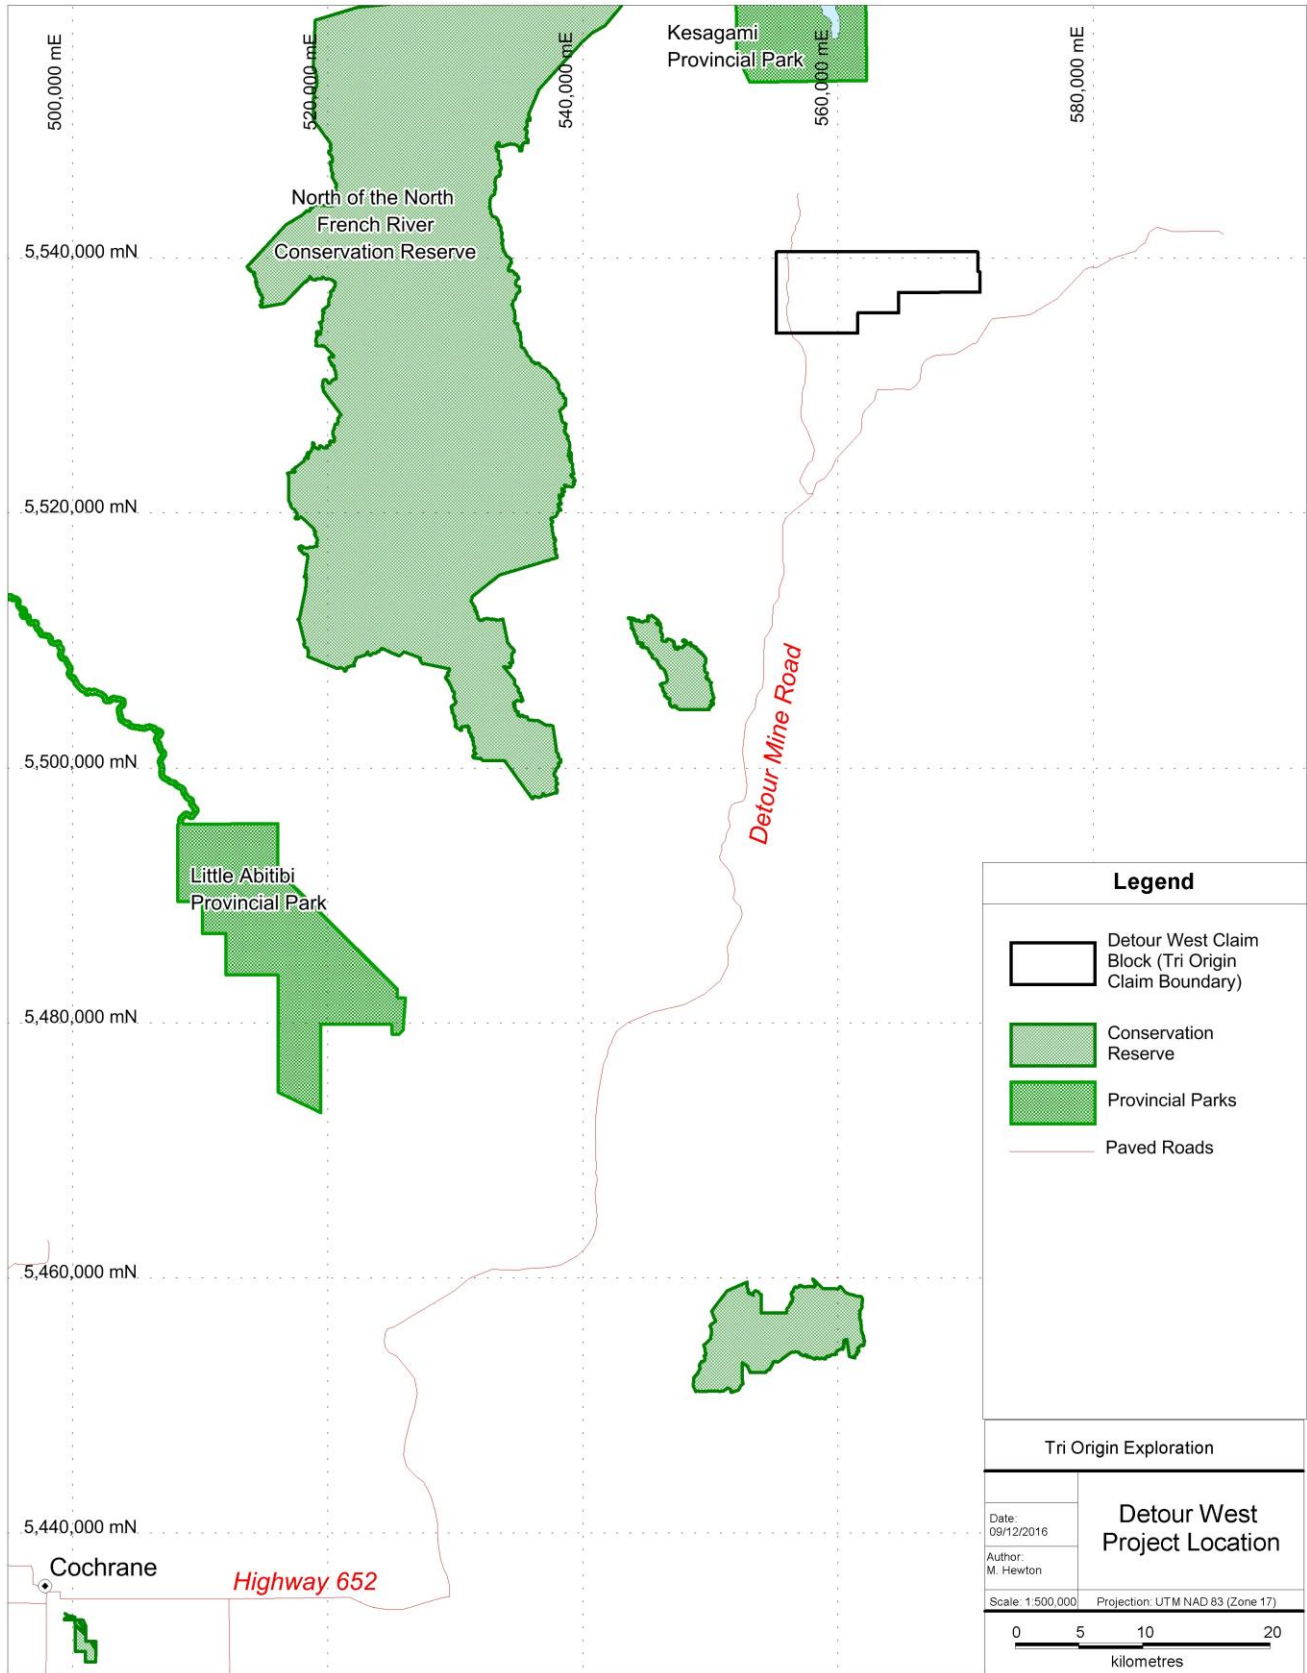 500,000 mE
520,000 mE
540,000 mE
560,000 mE
580,000 mE
Kesagami
Provincial Park
North of the North
French River
Conservation Reserve
5,540,000 mN
5,520,000 mN
Detour Mine Road
5,500,000 mN
Little Abitibi
Provincial Park
5,480,000 mN
5,460,000 mN
5,440,000 mN
Cochrane
Highway 652
Legend
Detour West Claim
Block (Tri Origin
Claim Boundary)
Conservation
Reserve
Provincial Parks
Paved Roads
Tri Origin Exploration
Date:
09/12/2016
Author:
M. Hewton
Detour West
Project Location
Scale: 1:500,000
Projection: UTM NAD 83 (Zone 17)
0 5 10 20
kilometres